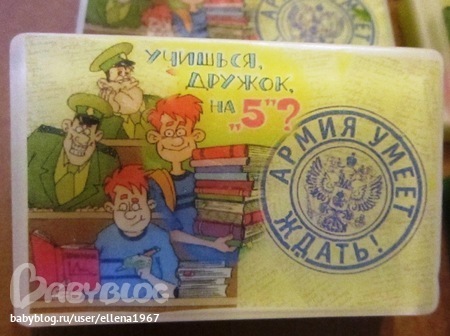 УЧИШЬСЯ,
ДРУЖОК,
НА „5”?
АРМИЯ УМЕЕТ
ЖДАТЬ!
BABYBLOG
babyblog.ru/user/ellena1967